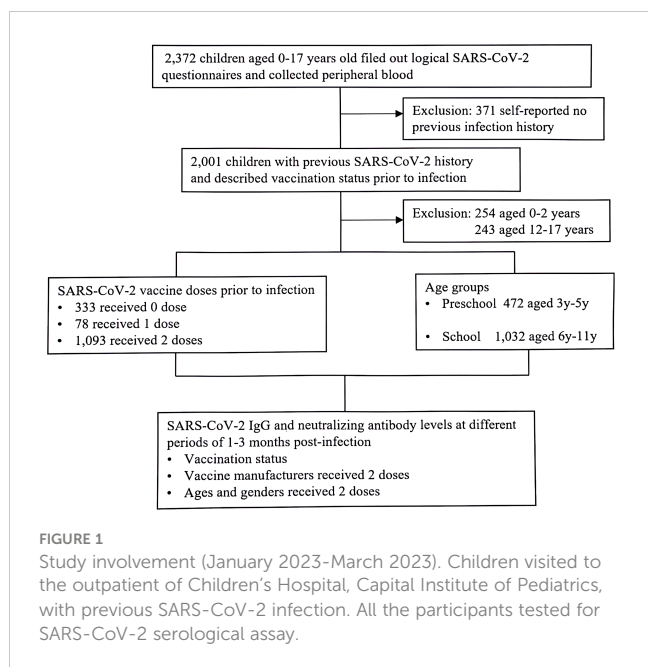 2,372 children aged 0-17 years old filed out logical SARS-CoV-2
questionnaires and collected peripheral blood
Exclusion: 371 self-reported no
previous infection history
2,001 children with previous SARS-CoV-2 history
and described vaccination status prior to infection
Exclusion: 254 aged 0-2 years
243 aged 12-17 years
SARS-CoV-2 vaccine doses prior to infection
• 333 received 0 dose
• 78 received 1 dose
• 1,093 received 2 doses
Age groups
• Preschool 472 aged 3y-5y
• School 1,032 aged 6y-11y
SARS-CoV-2 IgG and neutralizing antibody levels at different
periods of 1-3 months post-infection
• Vaccination status
• Vaccine manufacturers received 2 doses
• Ages and genders received 2 doses
FIGURE 1
Study involvement (January 2023-March 2023). Children visited to
the outpatient of Children's Hospital, Capital Institute of Pediatrics,
with previous SARS-CoV-2 infection. All the participants tested for
SARS-CoV-2 serological assay.